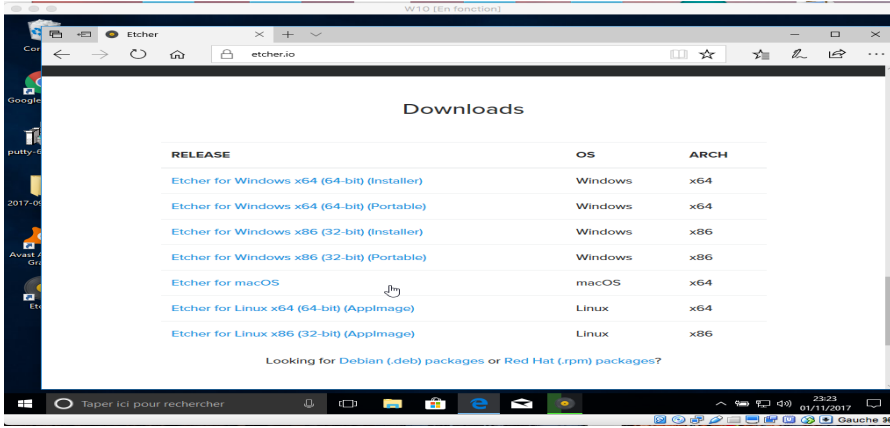 W10 [En fonction]
Etcher
etcher.io
Cor
Google
putty-6
2017-09
Avast A
Gra
Etc
Downloads
RELEASE OS ARCH
Etcher for Windows x64 (64-bit) (Installer) Windows x64
Etcher for Windows x64 (64-bit) (Portable) Windows x64
Etcher for Windows x86 (32-bit) (Installer) Windows x86
Etcher for Windows x86 (32-bit) (Portable) Windows x86
Etcher for macOS macOS x64
Etcher for Linux x64 (64-bit) (AppImage) Linux x64
Etcher for Linux x86 (32-bit) (AppImage) Linux x86
Looking for Debian (.deb) packages or Red Hat (.rpm) packages?
Taper ici pour rechercher
23:23
01/11/2017
Gauche ⌘